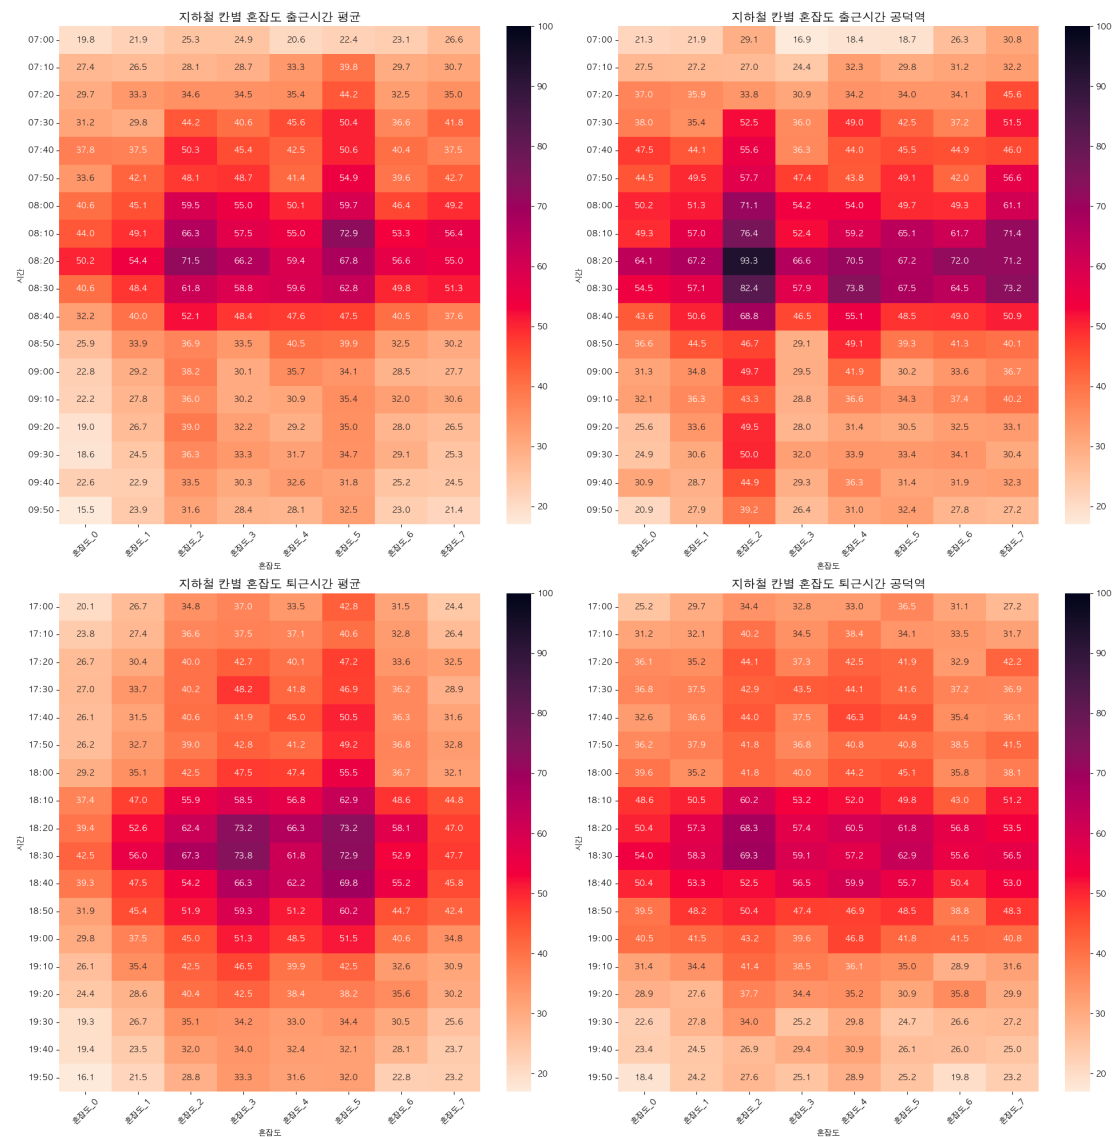 지하철 칸별 혼잡도 출근시간 평균
07:00 19.8 21.9 25.3 24.9 20.6 22.4 23.1 26.6
07:10 27.4 26.5 28.1 28.7 33.3 39.8 29.7 30.7
07:20 29.7 33.3 34.6 34.5 35.4 44.2 32.5 35.0
07:30 31.2 29.8 44.2 40.6 45.6 50.4 36.6 41.8
07:40 37.8 37.5 50.3 45.4 42.5 50.6 40.4 37.5
07:50 33.6 42.1 48.1 48.7 41.4 54.9 39.6 42.7
08:00 40.6 45.1 59.5 55.0 50.1 59.7 46.4 49.2
08:10 44.0 49.1 66.3 57.5 55.0 72.9 53.3 56.4
08:20 50.2 54.4 71.5 66.2 59.4 67.8 56.6 55.0
08:30 40.6 48.4 61.8 58.8 59.6 62.8 49.8 51.3
08:40 32.2 40.0 52.1 48.4 47.6 47.5 40.5 37.6
08:50 25.9 33.9 36.9 33.5 40.5 39.9 32.5 30.2
09:00 22.8 29.2 38.2 30.1 35.7 34.1 28.5 27.7
09:10 22.2 27.8 36.0 30.2 30.9 35.4 32.0 30.6
09:20 19.0 26.7 39.0 32.2 29.2 35.0 28.0 26.5
09:30 18.6 24.5 36.3 33.3 31.7 34.7 29.1 25.3
09:40 22.6 22.9 33.5 30.3 32.6 31.8 25.2 24.5
09:50 15.5 23.9 31.6 28.4 28.1 32.5 23.0 21.4
시간
혼잡도_0 혼잡도_1 혼잡도_2 혼잡도_3 혼잡도_4 혼잡도_5 혼잡도_6 혼잡도_7
혼잡도
100
90
80
70
60
50
40
30
20
지하철 칸별 혼잡도 출근시간 공덕역
21.3 21.9 29.1 16.9 18.4 18.7 26.3 30.8
27.5 27.2 27.0 24.4 32.3 29.8 31.2 32.2
37.0 35.9 33.8 30.9 34.2 34.0 34.1 45.6
38.0 35.4 52.5 36.0 49.0 42.5 37.2 51.5
47.5 44.1 55.6 36.3 44.0 45.5 44.9 46.0
44.5 49.5 57.7 47.4 43.8 49.1 42.0 56.6
50.2 51.3 71.1 54.2 54.0 49.7 49.3 61.1
49.3 57.0 76.4 52.4 59.2 65.1 61.7 71.4
64.1 67.2 93.3 66.6 70.5 67.2 72.0 71.2
54.5 57.1 82.4 57.9 73.8 67.5 64.5 73.2
43.6 50.6 68.8 46.5 55.1 48.5 49.0 50.9
36.6 44.5 46.7 29.1 49.1 39.3 41.3 40.1
31.3 34.8 49.7 29.5 41.9 30.2 33.6 36.7
32.1 36.3 43.3 28.8 36.6 34.3 37.4 40.2
25.6 33.6 49.5 28.0 31.4 30.5 32.5 33.1
24.9 30.6 50.0 32.0 33.9 33.4 34.1 30.4
30.9 28.7 44.9 29.3 36.3 31.4 31.9 32.3
20.9 27.9 39.2 26.4 31.0 32.4 27.8 27.2
혼잡도_0 혼잡도_1 혼잡도_2 혼잡도_3 혼잡도_4 혼잡도_5 혼잡도_6 혼잡도_7
혼잡도
100
90
80
70
60
50
40
30
20
지하철 칸별 혼잡도 퇴근시간 평균
17:00 20.1 26.7 34.8 37.0 33.5 42.8 31.5 24.4
17:10 23.8 27.4 36.6 37.5 37.1 40.6 32.8 26.4
17:20 26.7 30.4 40.0 42.7 40.1 47.2 33.6 32.5
17:30 27.0 33.7 40.2 48.2 41.8 46.9 36.2 28.9
17:40 26.1 31.5 40.6 41.9 45.0 50.5 36.3 31.6
17:50 26.2 32.7 39.0 42.8 41.2 49.2 36.8 32.8
18:00 29.2 35.1 42.5 47.5 47.4 55.5 36.7 32.1
18:10 37.4 47.0 55.9 58.5 56.8 62.9 48.6 44.8
18:20 39.4 52.6 62.4 73.2 66.3 73.2 58.1 47.0
18:30 42.5 56.0 67.3 73.8 61.8 72.9 52.9 47.7
18:40 39.3 47.5 54.2 66.3 62.2 69.8 55.2 45.8
18:50 31.9 45.4 51.9 59.3 51.2 60.2 44.7 42.4
19:00 29.8 37.5 45.0 51.3 48.5 51.5 40.6 34.8
19:10 26.1 35.4 42.5 46.5 39.9 42.5 32.6 30.9
19:20 24.4 28.6 40.4 42.5 38.4 38.2 35.6 30.2
19:30 19.3 26.7 35.1 34.2 33.0 34.4 30.5 25.6
19:40 19.4 23.5 32.0 34.0 32.4 32.1 28.1 23.7
19:50 16.1 21.5 28.8 33.3 31.6 32.0 22.8 23.2
시간
혼잡도_0 혼잡도_1 혼잡도_2 혼잡도_3 혼잡도_4 혼잡도_5 혼잡도_6 혼잡도_7
혼잡도
100
90
80
70
60
50
40
30
20
지하철 칸별 혼잡도 퇴근시간 공덕역
25.2 29.7 34.4 32.8 33.0 36.5 31.1 27.2
31.2 32.1 40.2 34.5 38.4 34.1 33.5 31.7
36.1 35.2 44.1 37.3 42.5 41.9 32.9 42.2
36.8 37.5 42.9 43.5 44.1 41.6 37.2 36.9
32.6 36.6 44.0 37.5 46.3 44.9 35.4 36.1
36.2 37.9 41.8 36.8 40.8 40.8 38.5 41.5
39.6 35.2 41.8 40.0 44.2 45.1 35.8 38.1
48.6 50.5 60.2 53.2 52.0 49.8 43.0 51.2
50.4 57.3 68.3 57.4 60.5 61.8 56.8 53.5
54.0 58.3 69.3 59.1 57.2 62.9 55.6 56.5
50.4 53.3 52.5 56.5 59.9 55.7 50.4 53.0
39.5 48.2 50.4 47.4 46.9 48.5 38.8 48.3
40.5 41.5 43.2 39.6 46.8 41.8 41.5 40.8
31.4 34.4 41.4 38.5 36.1 35.0 28.9 31.6
28.9 27.6 37.7 34.4 35.2 30.9 35.8 29.9
22.6 27.8 34.0 25.2 29.8 24.7 26.6 27.2
23.4 24.5 26.9 29.4 30.9 26.1 26.0 25.0
18.4 24.2 27.6 25.1 28.9 25.2 19.8 23.2
혼잡도_0 혼잡도_1 혼잡도_2 혼잡도_3 혼잡도_4 혼잡도_5 혼잡도_6 혼잡도_7
혼잡도
100
90
80
70
60
50
40
30
20